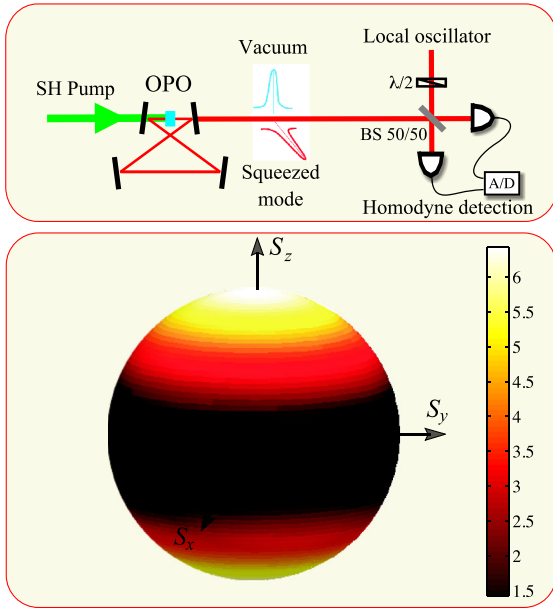 Vacuum
Local oscillator
SH Pump
OPO
λ/2
BS 50/50
Squeezed
mode
A/D
Homodyne detection
S_z
S_y
S_x
6
5.5
5
4.5
4
3.5
3
2.5
2
1.5